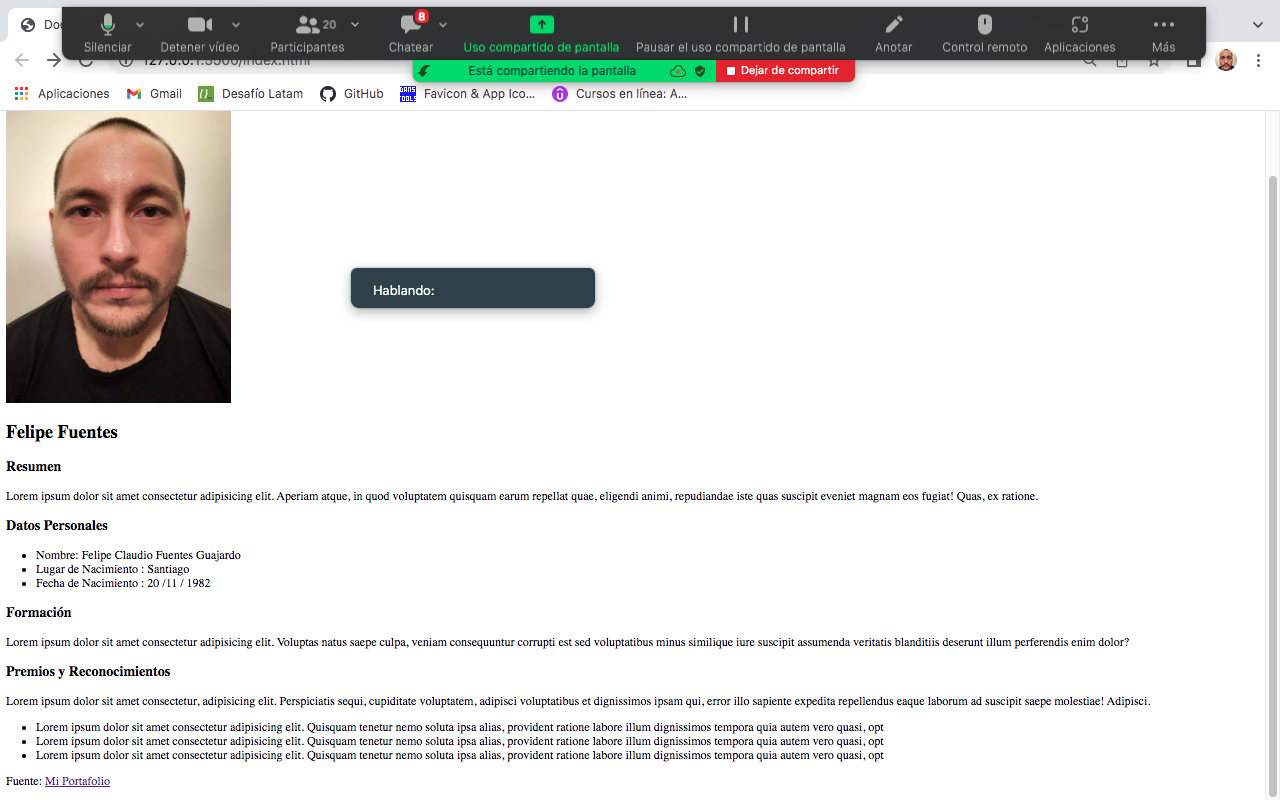 Doc
Silenciar
Detener vídeo
20
Participantes
8
Chatear
Uso compartido de pantalla
Pausar el uso compartido de pantalla
Anotar
Control remoto
Aplicaciones
Más
127.0.0.1:5500/index.html
Está compartiendo la pantalla
Dejar de compartir
Aplicaciones
Gmail
Desafío Latam
GitHub
Favicon & App Ico...
Cursos en línea: A...
Hablando:
Felipe Fuentes
Resumen
Lorem ipsum dolor sit amet consectetur adipisicing elit. Aperiam atque, in quod voluptatem quisquam earum repellat quae, eligendi animi, repudiandae iste quas suscipit eveniet magnam eos fugiat! Quas, ex ratione.
Datos Personales
Nombre: Felipe Claudio Fuentes Guajardo
Lugar de Nacimiento : Santiago
Fecha de Nacimiento : 20 /11 / 1982
Formación
Lorem ipsum dolor sit amet consectetur adipisicing elit. Voluptas natus saepe culpa, veniam consequuntur corrupti est sed voluptatibus minus similique iure suscipit assumenda veritatis blanditiis deserunt illum perferendis enim dolor?
Premios y Reconocimientos
Lorem ipsum dolor sit amet consectetur, adipisicing elit. Perspiciatis sequi, cupiditate voluptatem, adipisci voluptatibus et dignissimos ipsam qui, error illo sapiente expedita repellendus eaque laborum ad suscipit saepe molestiae! Adipisci.
Lorem ipsum dolor sit amet consectetur adipisicing elit. Quisquam tenetur nemo soluta ipsa alias, provident ratione labore illum dignissimos tempora quia autem vero quasi, opt
Lorem ipsum dolor sit amet consectetur adipisicing elit. Quisquam tenetur nemo soluta ipsa alias, provident ratione labore illum dignissimos tempora quia autem vero quasi, opt
Lorem ipsum dolor sit amet consectetur adipisicing elit. Quisquam tenetur nemo soluta ipsa alias, provident ratione labore illum dignissimos tempora quia autem vero quasi, opt
Fuente: Mi Portafolio